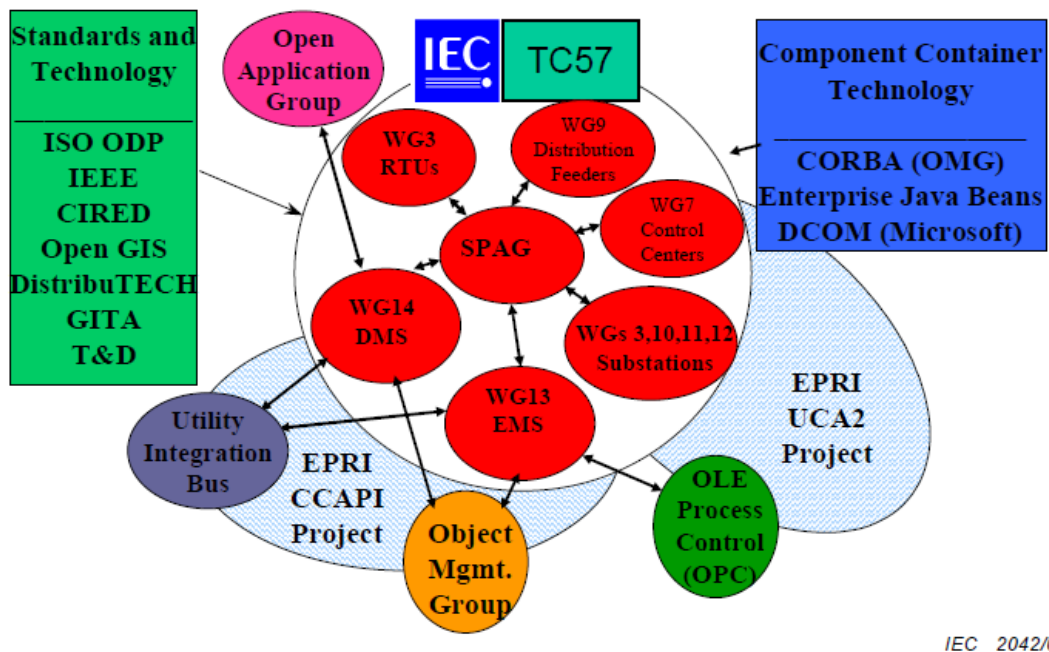 Standards and
Technology
ISO ODP
IEEE
CIRED
Open GIS
DistribuTECH
GITA
T&D
Open
Application
Group
IEC
TC57
Component Container
Technology
CORBA (OMG)
Enterprise Java Beans
DCOM (Microsoft)
WG3
RTUs
WG9
Distribution
Feeders
WG7
Control
Centers
SPAG
WG14
DMS
WGs 3,10,11,12
Substations
WG13
EMS
EPRI
UCA2
Project
Utility
Integration
Bus
EPRI
CCAPI
Project
OLE
Process
Control
(OPC)
Object
Mgmt.
Group
IEC 2042/